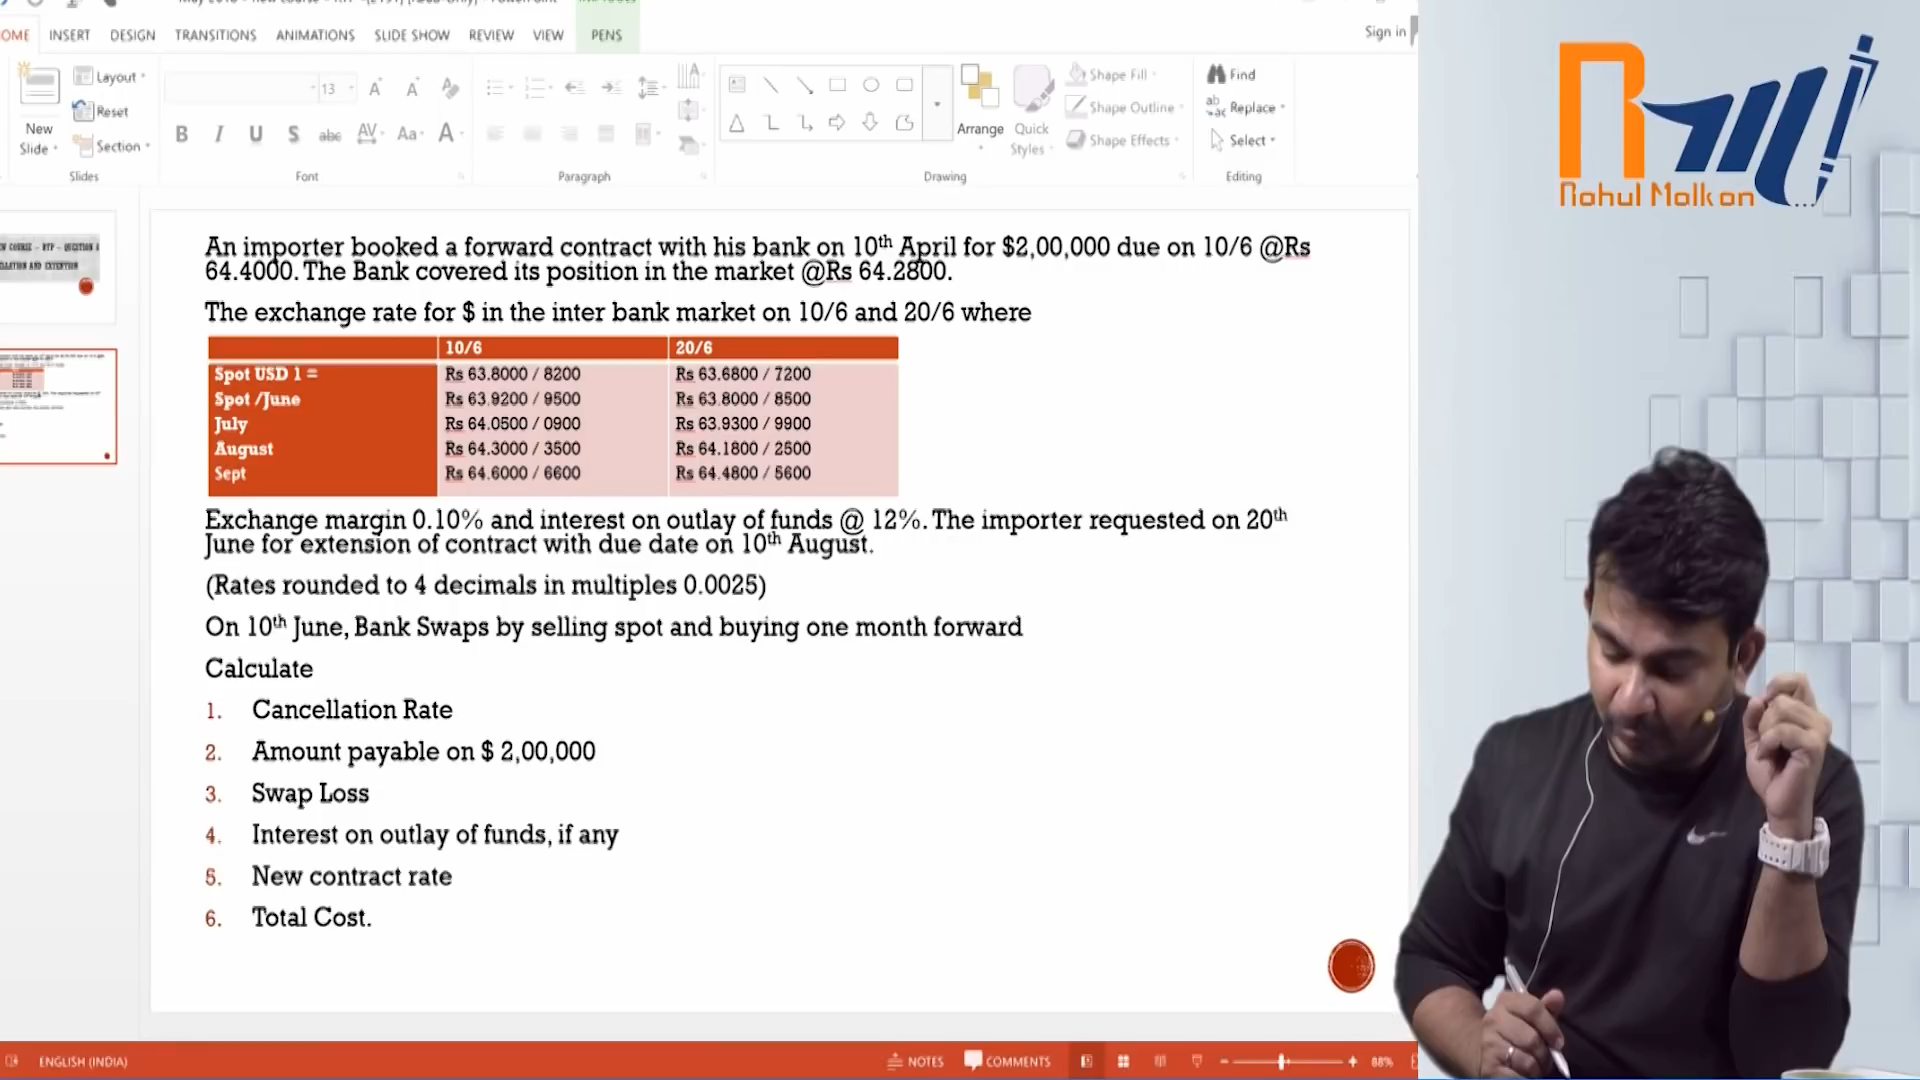 HOME INSERT DESIGN TRANSITIONS ANIMATIONS SLIDE SHOW REVIEW VIEW PENS Sign in
New Slide
Layout
Reset
Section
Slides
13
B I U S abc AV Aa A
Font
Paragraph
Arrange
Quick Styles
Shape Fill
Shape Outline
Shape Effects
Drawing
Find
Replace
Select
Editing
Rahul Malkan
An importer booked a forward contract with his bank on 10th April for $2,00,000 due on 10/6 @Rs
64.4000. The Bank covered its position in the market @Rs 64.2800.
The exchange rate for $ in the inter bank market on 10/6 and 20/6 where
10/6 20/6
Spot USD 1 = Rs 63.8000 / 8200 Rs 63.6800 / 7200
Spot /June Rs 63.9200 / 9500 Rs 63.8000 / 8500
July Rs 64.0500 / 0900 Rs 63.9300 / 9900
August Rs 64.3000 / 3500 Rs 64.1800 / 2500
Sept Rs 64.6000 / 6600 Rs 64.4800 / 5600
Exchange margin 0.10% and interest on outlay of funds @ 12%. The importer requested on 20th
June for extension of contract with due date on 10th August.
(Rates rounded to 4 decimals in multiples 0.0025)
On 10th June, Bank Swaps by selling spot and buying one month forward
Calculate
1. Cancellation Rate
2. Amount payable on $ 2,00,000
3. Swap Loss
4. Interest on outlay of funds, if any
5. New contract rate
6. Total Cost.
ENGLISH (INDIA) NOTES COMMENTS 88%